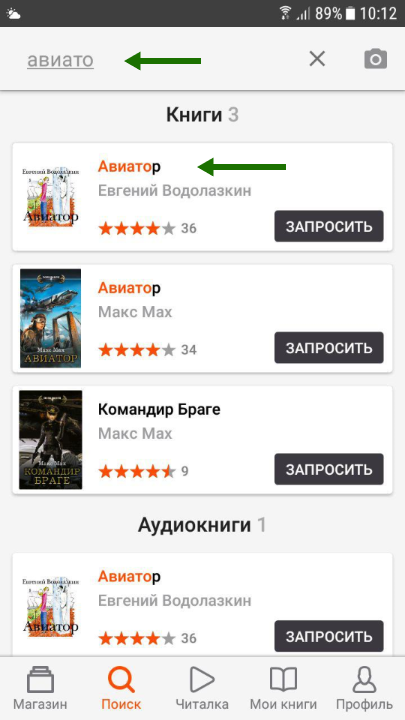 89% 10:12
авиато
Книги 3
Евгений Водолазкин
Авиатор
Авиатор
Евгений Водолазкин
36
ЗАПРОСИТЬ
Макс Мах
АВИАТОР
Авиатор
Макс Мах
34
ЗАПРОСИТЬ
Макс Мах
КОМАНДИР
БРАГЕ
Командир Браге
Макс Мах
9
ЗАПРОСИТЬ
Аудиокниги 1
Евгений Водолазкин
Авиатор
Авиатор
Евгений Водолазкин
36
ЗАПРОСИТЬ
Магазин Поиск Читалка Мои книги Профиль